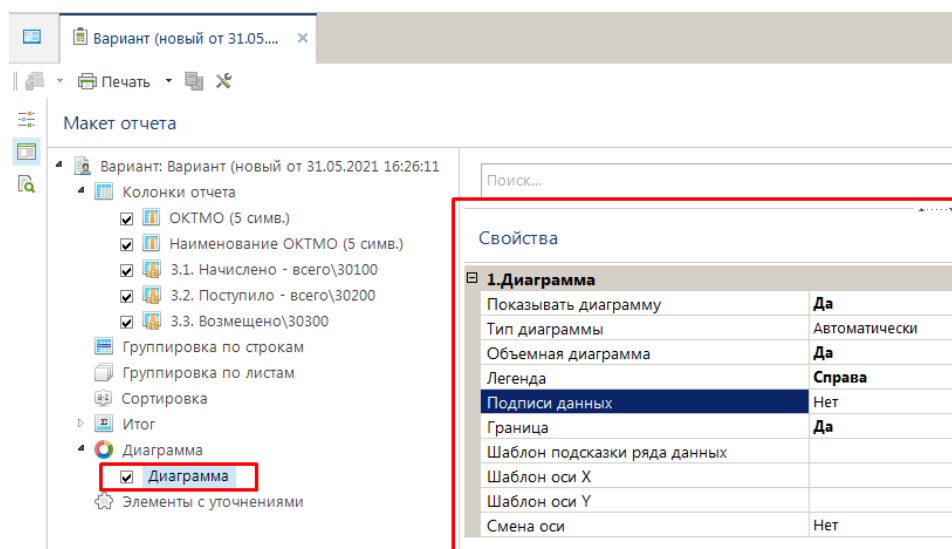 Вариант (новый от 31.05....
Печать
Макет отчета
Вариант: Вариант (новый от 31.05.2021 16:26:11
Колонки отчета
ОКТМО (5 симв.)
Наименование ОКТМО (5 симв.)
3.1. Начислено - всего\30100
3.2. Поступило - всего\30200
3.3. Возмещено\30300
Группировка по строкам
Группировка по листам
Сортировка
Итог
Диаграмма
Диаграмма
Элементы с уточнениями
Поиск...
Свойства
1.Диаграмма
Показывать диаграмму Да
Тип диаграммы Автоматически
Объемная диаграмма Да
Легенда Справа
Подписи данных Нет
Граница Да
Шаблон подсказки ряда данных
Шаблон оси X
Шаблон оси Y
Смена оси Нет